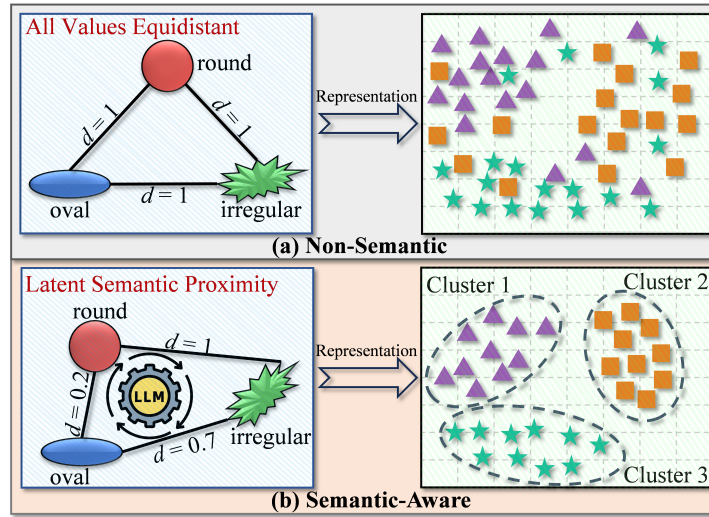 All Values Equidistant
round
d = 1
d = 1
d = 1
oval
irregular
Representation
(a) Non-Semantic
Latent Semantic Proximity
round
d = 1
d = 0.2
LLM
d = 0.7
irregular
oval
Representation
Cluster 1
Cluster 2
Cluster 3
(b) Semantic-Aware